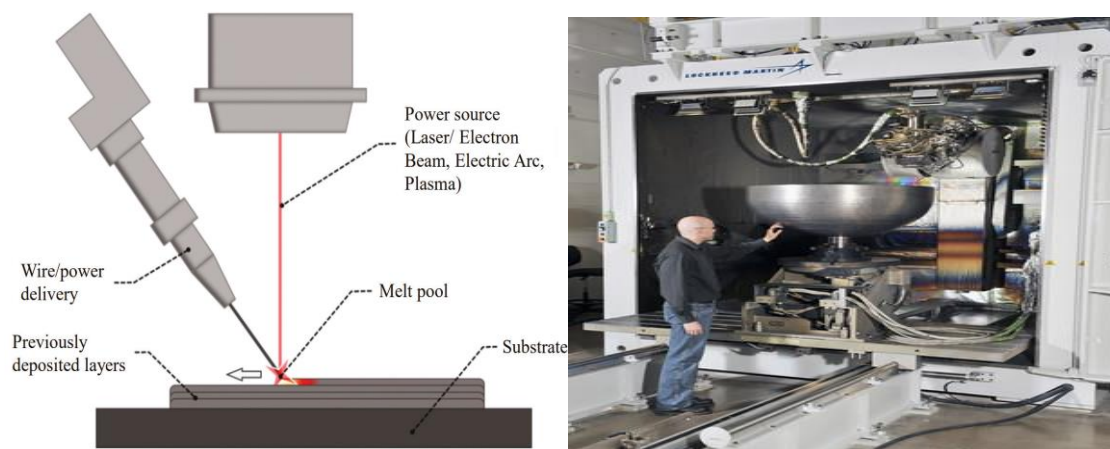 Power source
(Laser/ Electron
Beam, Electric Arc,
Plasma)
Wire/power
delivery
Melt pool
Previously
deposited layers
Substrate
LOCKHEED MARTIN